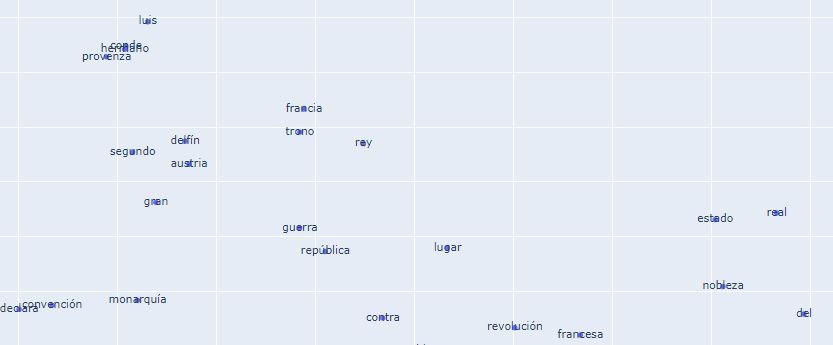 luis
conde
hermano
provenza
francia
trono
delfín
rey
segundo
austria
gran
real
estado
guerra
lugar
república
nobleza
monarquía
convención
declara
del
contra
revolución
francesa